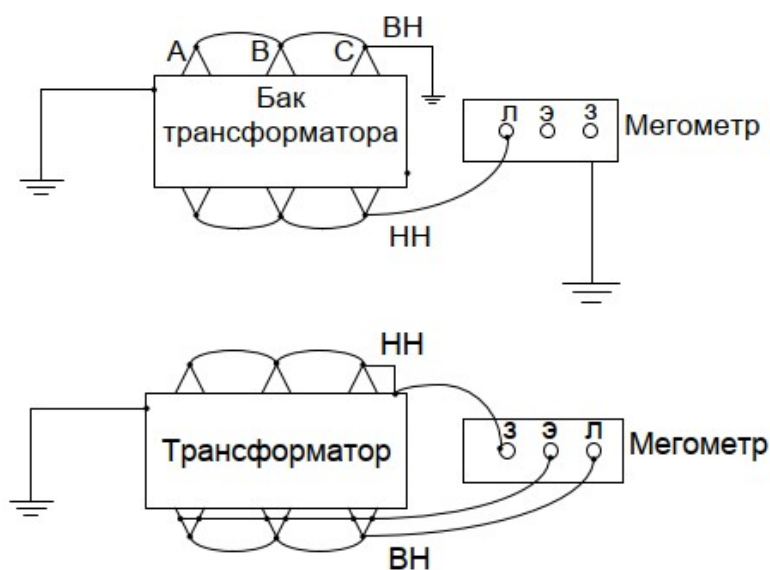 ВН
A B C
Бак
трансформатора
Л Э З
Мегометр
НН
НН
З Э Л
Трансформатор
Мегометр
ВН